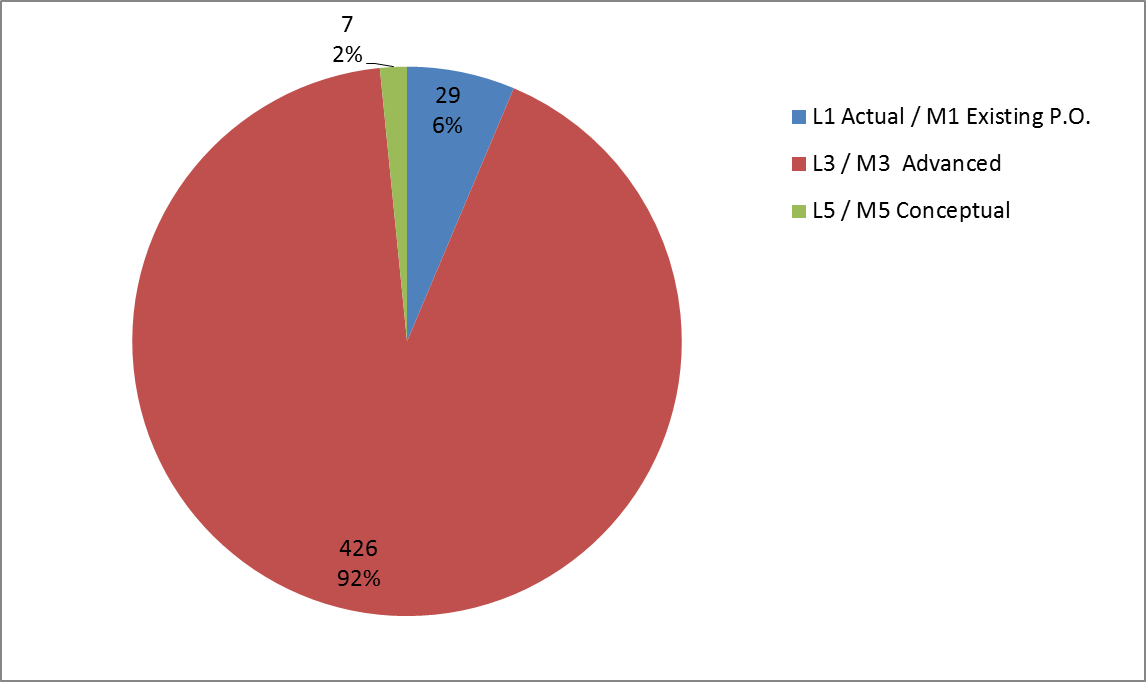 7
2%
29
6%
L1 Actual / M1 Existing P.O.
L3 / M3  Advanced
L5 / M5 Conceptual
426
92%